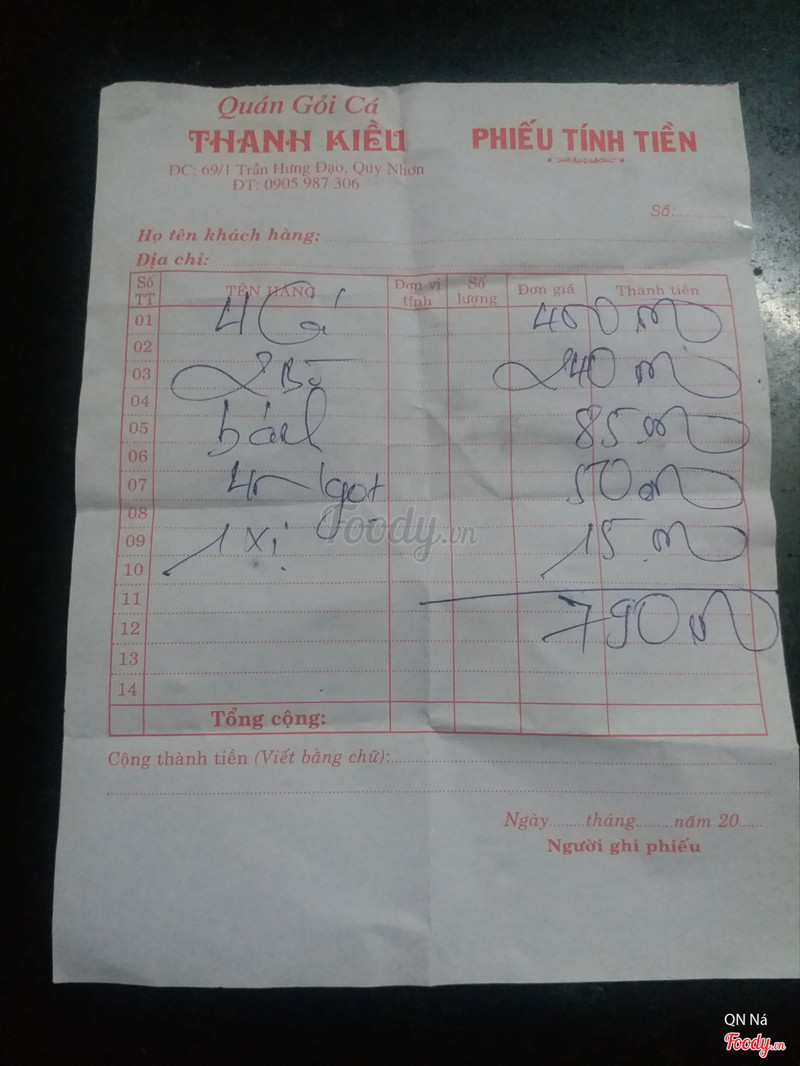 Quán Gỏi Cá
THANH KIỀU
ĐC: 69/1 Trần Hưng Đạo, Quy Nhơn
ĐT: 0905 987 306
PHIẾU TÍNH TIỀN
Số:
Họ tên khách hàng:
Địa chỉ:
Số TT TÊN HÀNG Đơn vị tính Số lượng Đơn giá Thành tiền
01 4 400
02
03 2 Bò 240
04
05 85
06
07 4 ngọt 50
08
09 1 xị 15
10
11
12 790
13
14
Tổng cộng:
Cộng thành tiền (Viết bằng chữ):
Ngày tháng năm 20
Người ghi phiếu
Foody.vn
QN Ná
Foody.vn